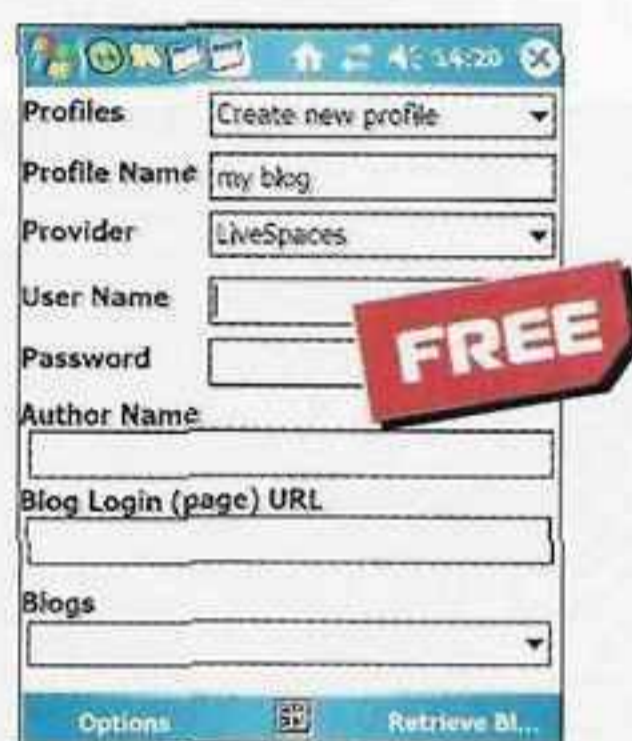 14:20
Profiles Create new profile
Profile Name my blog
Provider LiveSpaces
User Name
FREE
Password
Author Name
Blog Login (page) URL
Blogs
Options Retrieve Bl...